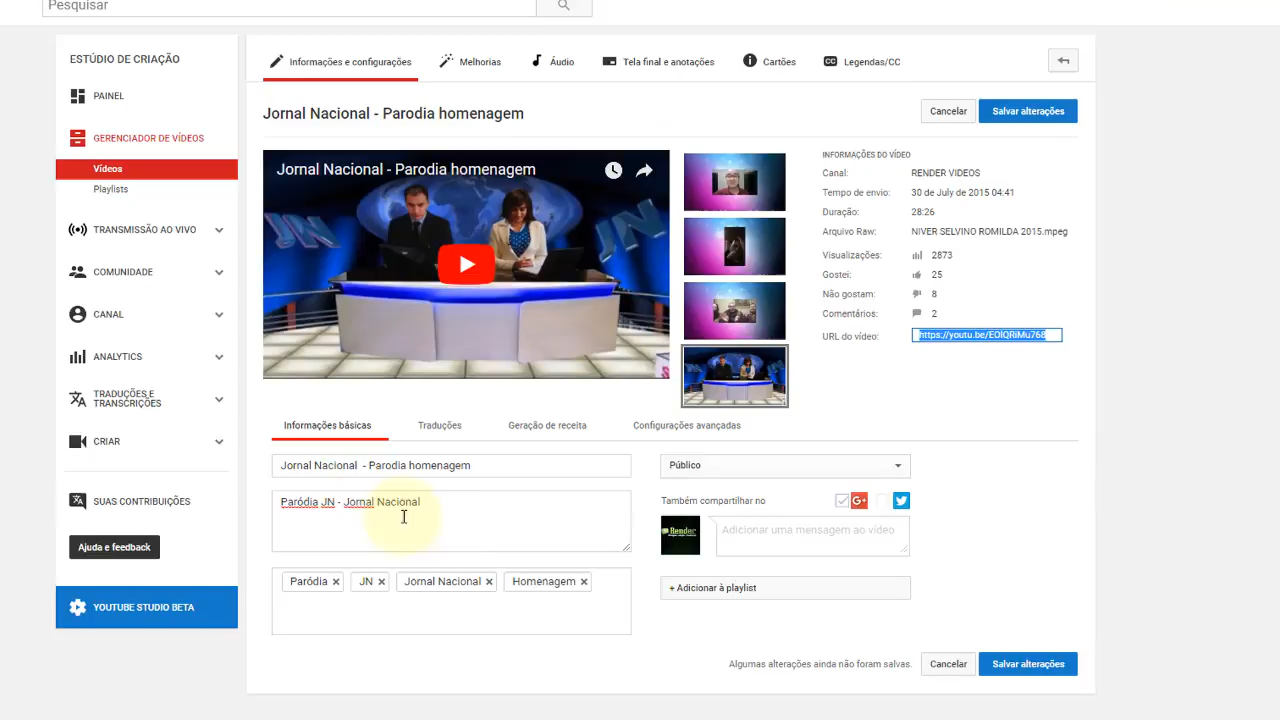 Pesquisar
ESTÚDIO DE CRIAÇÃO
PAINEL
GERENCIADOR DE VÍDEOS
Vídeos
Playlists
TRANSMISSÃO AO VIVO
COMUNIDADE
CANAL
ANALYTICS
TRADUÇÕES E
TRANSCRIÇÕES
CRIAR
SUAS CONTRIBUIÇÕES
Ajuda e feedback
YOUTUBE STUDIO BETA
Informações e configurações
Melhorias
Áudio
Tela final e anotações
Cartões
CC Legendas/CC
Jornal Nacional - Parodia homenagem
Cancelar
Salvar alterações
Jornal Nacional - Parodia homenagem
JN
INFORMAÇÕES DO VÍDEO
Canal: RENDER VIDEOS
Tempo de envio: 30 de July de 2015 04:41
Duração: 28:26
Arquivo Raw: NIVER SELVINO ROMILDA 2015.mpeg
Visualizações: 2873
Gostei: 25
Não gostam: 8
Comentários: 2
URL do vídeo: https://youtu.be/EOlQRiMu768
Informações básicas
Traduções
Geração de receita
Configurações avançadas
Jornal Nacional - Parodia homenagem
Paródia JN - Jornal Nacional
Paródia × JN × Jornal Nacional × Homenagem ×
Público
Também compartilhar no
G+
Render
Adicionar uma mensagem ao vídeo
+ Adicionar à playlist
Algumas alterações ainda não foram salvas.
Cancelar
Salvar alterações